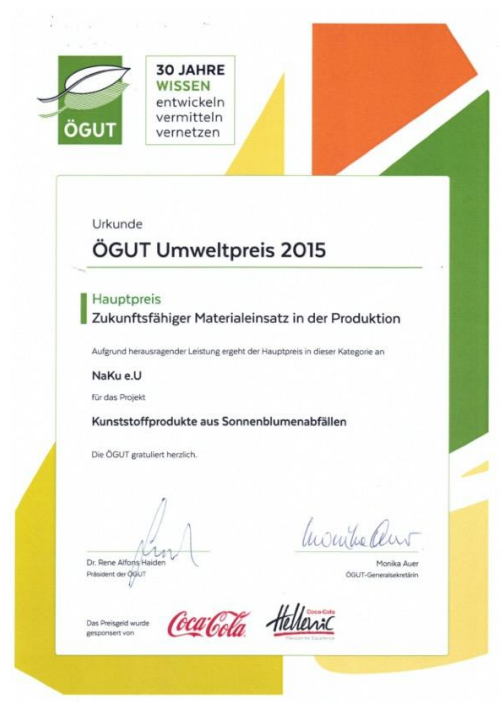 ÖGUT
30 JAHRE
WISSEN
entwickeln
vermitteln
vernetzen
Urkunde
ÖGUT Umweltpreis 2015
Hauptpreis
Zukunftsfähiger Materialeinsatz in der Produktion
Aufgrund herausragender Leistung ergeht der Hauptpreis in dieser Kategorie an
NaKu e.U
für das Projekt
Kunststoffprodukte aus Sonnenblumenabfällen
Die ÖGUT gratuliert herzlich.
Monika Auer
Dr. Rene Alfons Haiden
Präsident der ÖGUT
Monika Auer
ÖGUT-Generalsekretärin
Das Preisgeld wurde
gesponsert von
Coca-Cola
Coca-Cola
Hellenic